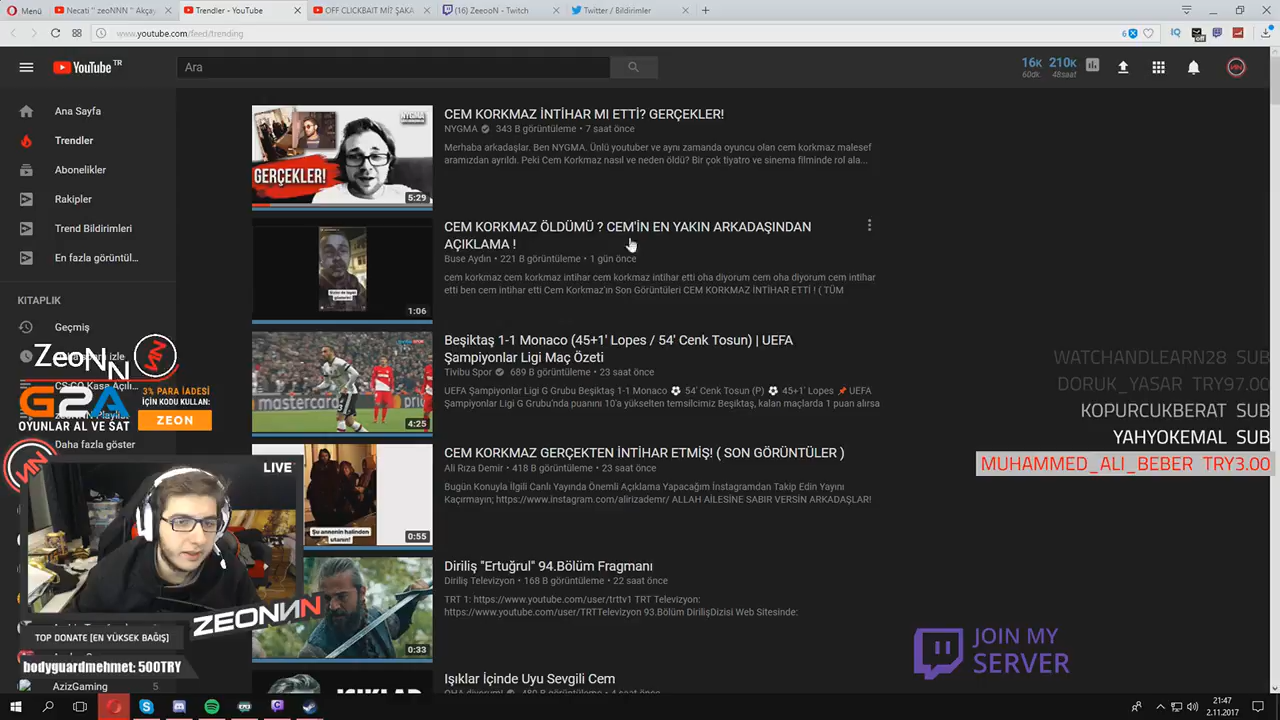 Menü
Necati " zeoNNN " Akçay
Trendler - YouTube
OFF CLICKBAIT Mİ? ŞAKA
(16) ZeeooN - Twitch
Twitter / Bildirimler
www.youtube.com/feed/trending
6
YouTube TR
Ara
16K
60dk.
210K
48saat
Ana Sayfa
Trendler
Abonelikler
Rakipler
Trend Bildirimleri
En fazla görüntül...
KITAPLIK
Geçmiş
CEM KORKMAZ İNTİHAR MI ETTİ? GERÇEKLER!
NYGMA 343 B görüntüleme • 7 saat önce
Merhaba arkadaşlar. Ben NYGMA. Ünlü youtuber ve aynı zamanda oyuncu olan cem korkmaz malesef
aramızdan ayrıldı. Peki Cem Korkmaz nasıl ve neden öldü? Bir çok tiyatro ve sinema filminde rol ala...
NYGMA
GERÇEKLER!
5:29
CEM KORKMAZ ÖLDÜMÜ ? CEM'İN EN YAKIN ARKADAŞINDAN
AÇIKLAMA !
Buse Aydın • 221 B görüntüleme • 1 gün önce
cem korkmaz cem korkmaz intihar cem korkmaz intihar etti oha diyorum cem oha diyorum cem intihar
etti ben cem intihar etti Cem Korkmaz'ın Son Görüntüleri CEM KORKMAZ İNTİHAR ETTİ ! ( TÜM
1:06
Beşiktaş 1-1 Monaco (45+1' Lopes / 54' Cenk Tosun) | UEFA
Şampiyonlar Ligi Maç Özeti
Tivibu Spor 689 B görüntüleme • 23 saat önce
UEFA Şampiyonlar Ligi G Grubu Beşiktaş 1-1 Monaco ⚽ 54' Cenk Tosun (P) ⚽ 45+1' Lopes 📌 UEFA
Şampiyonlar Ligi G Grubu'nda puanını 10'a yükselten temsilcimiz Beşiktaş, kalan maçlarda 1 puan alırsa
mastercard
4:25
CEM KORKMAZ GERÇEKTEN İNTİHAR ETMİŞ! ( SON GÖRÜNTÜLER )
Ali Rıza Demir • 418 B görüntüleme • 23 saat önce
Bugün Konuyla İlgili Canlı Yayında Önemli Açıklama Yapacağım İnstagramdan Takip Edin Yayını
Kaçırmayın; https://www.instagram.com/alirizademr/ ALLAH AİLESİNE SABIR VERSİN ARKADAŞLAR!
Şu annenin halinden
utanın!
0:55
Diriliş "Ertuğrul" 94.Bölüm Fragmanı
Diriliş Televizyon • 168 B görüntüleme • 22 saat önce
TRT 1: https://www.youtube.com/user/trttv1 TRT Televizyon:
https://www.youtube.com/user/TRTTelevizyon 93.Bölüm DirilişDizisi Web Sitesinde:
0:33
Işıklar İçinde Uyu Sevgili Cem
ZeoNN
G2A
OYUNLAR AL VE SAT
3% PARA İADESİ
İÇİN KODU KULLAN:
ZEON
Daha fazla göster
LIVE
ZEONNN
TOP DONATE [EN YÜKSEK BAĞIŞ]
bodyguardmehmet: 500TRY
AzizGaming 5
WATCHANDLEARN28 SUB
DORUK_YASAR TRY97.00
KOPURCUKBERAT SUB
YAHYOKEMAL SUB
MUHAMMED_ALI_BEBER TRY3.00
JOIN MY
SERVER
21:47
2.11.2017